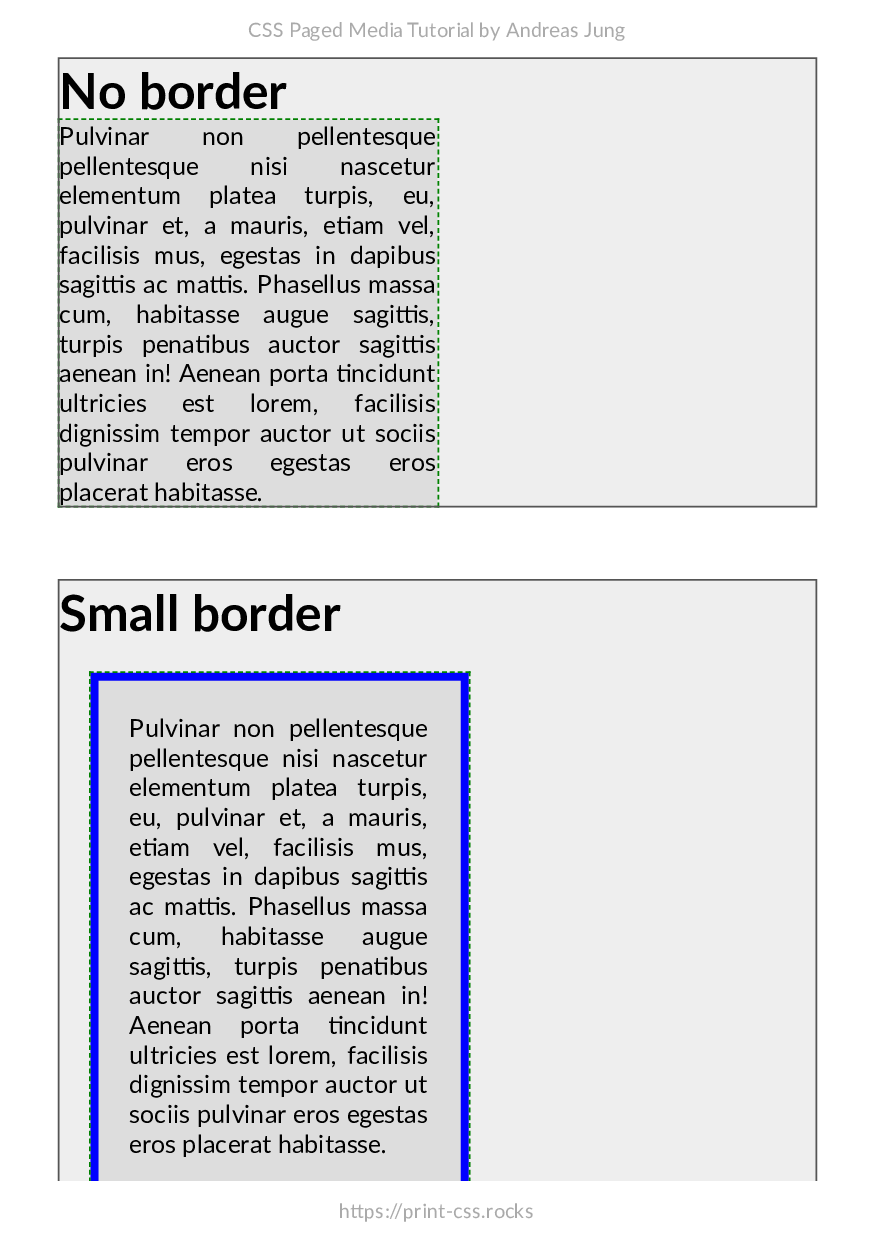 CSS Paged Media Tutorial by Andreas Jung
No border
Pulvinar non pellentesque
pellentesque nisi nascetur
elementum platea turpis, eu,
pulvinar et, a mauris, etiam vel,
facilisis mus, egestas in dapibus
sagittis ac mattis. Phasellus massa
cum, habitasse augue sagittis,
turpis penatibus auctor sagittis
aenean in! Aenean porta tincidunt
ultricies est lorem, facilisis
dignissim tempor auctor ut sociis
pulvinar eros egestas eros
placerat habitasse.
Small border
Pulvinar non pellentesque
pellentesque nisi nascetur
elementum platea turpis,
eu, pulvinar et, a mauris,
etiam vel, facilisis mus,
egestas in dapibus sagittis
ac mattis. Phasellus massa
cum, habitasse augue
sagittis, turpis penatibus
auctor sagittis aenean in!
Aenean porta tincidunt
ultricies est lorem, facilisis
dignissim tempor auctor ut
sociis pulvinar eros egestas
eros placerat habitasse.
https://print-css.rocks